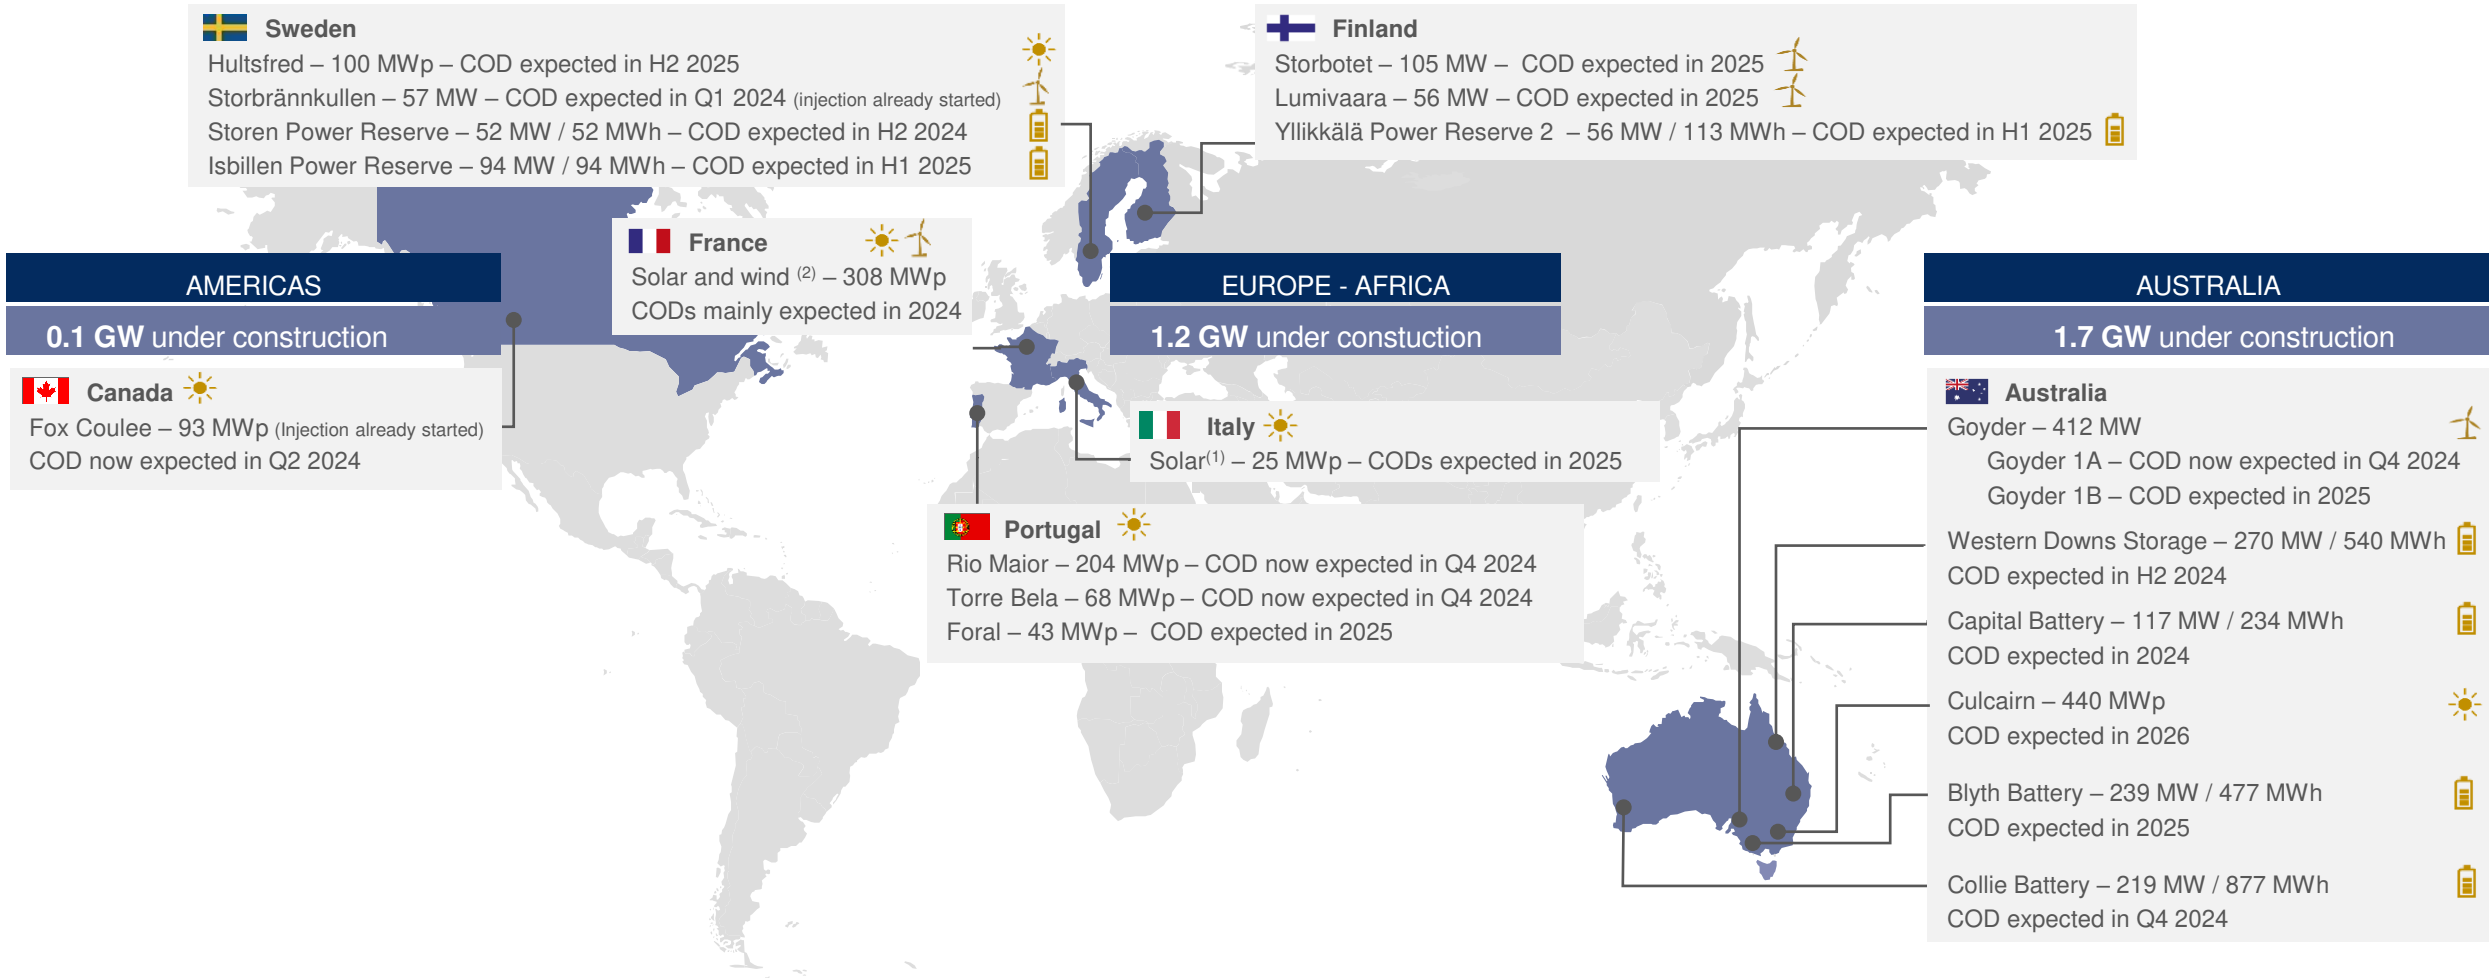 Sweden
Hultsfred – 100 MWp – COD expected in H2 2025
Storbrännkullen – 57 MW – COD expected in Q1 2024 (injection already started)
Storen Power Reserve – 52 MW / 52 MWh – COD expected in H2 2024
Isbillen Power Reserve – 94 MW / 94 MWh – COD expected in H1 2025
Finland
Storbotet – 105 MW – COD expected in 2025
Lumivaara – 56 MW – COD expected in 2025
Yllikkälä Power Reserve 2 – 56 MW / 113 MWh – COD expected in H1 2025
France
Solar and wind (2) – 308 MWp
CODs mainly expected in 2024
AMERICAS
0.1 GW under construction
Canada
Fox Coulee – 93 MWp (Injection already started)
COD now expected in Q2 2024
EUROPE - AFRICA
1.2 GW under constuction
Italy
Solar(1) – 25 MWp – CODs expected in 2025
Portugal
Rio Maior – 204 MWp – COD now expected in Q4 2024
Torre Bela – 68 MWp – COD now expected in Q4 2024
Foral – 43 MWp – COD expected in 2025
AUSTRALIA
1.7 GW under construction
Australia
Goyder – 412 MW
Goyder 1A – COD now expected in Q4 2024
Goyder 1B – COD expected in 2025
Western Downs Storage – 270 MW / 540 MWh
COD expected in H2 2024
Capital Battery – 117 MW / 234 MWh
COD expected in 2024
Culcairn – 440 MWp
COD expected in 2026
Blyth Battery – 239 MW / 477 MWh
COD expected in 2025
Collie Battery – 219 MW / 877 MWh
COD expected in Q4 2024